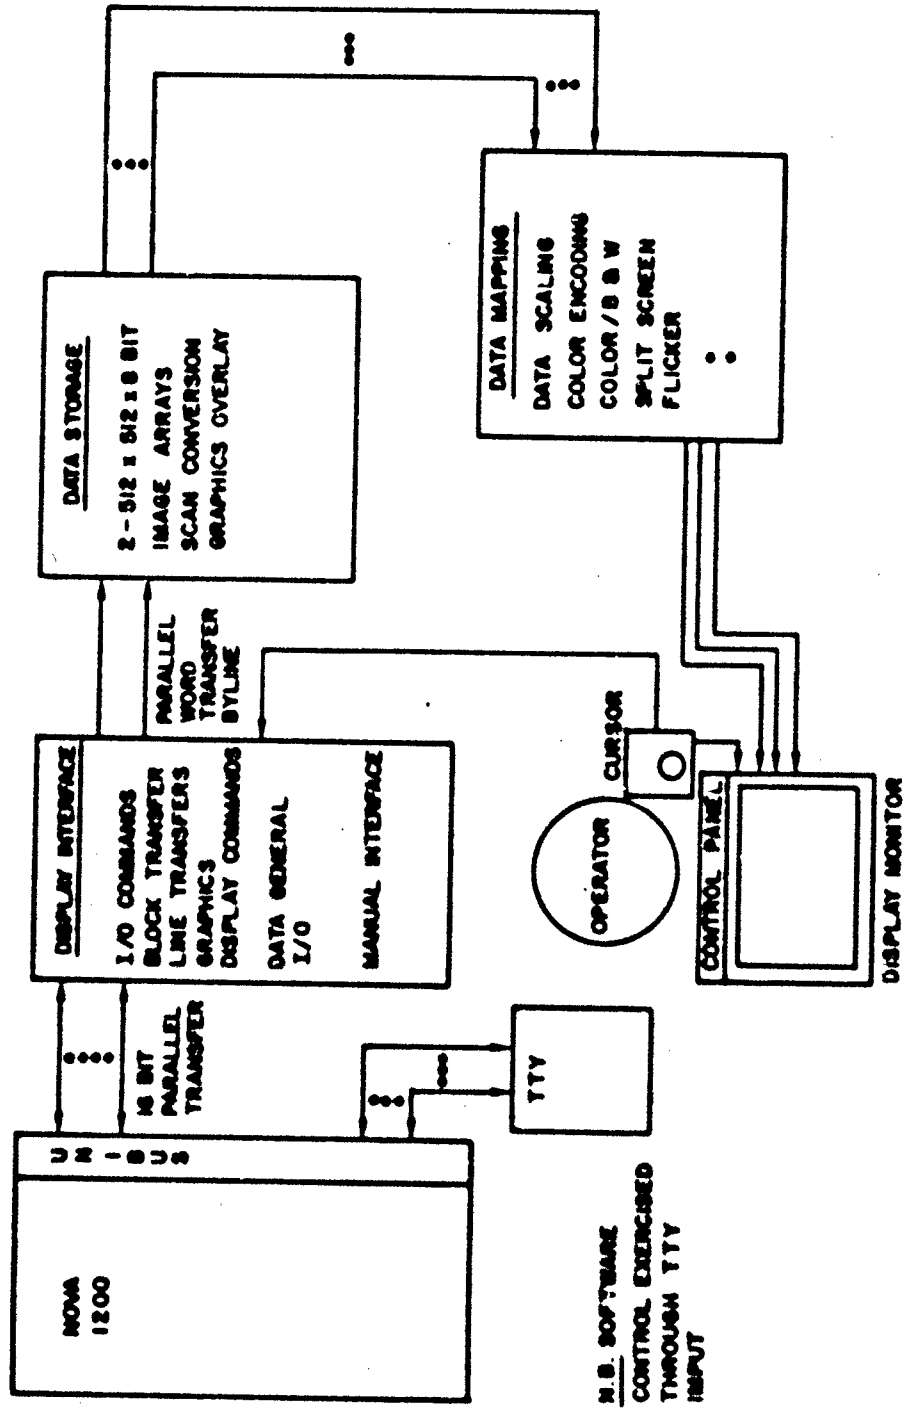 NOVA
1200
UNIBUS
16 BIT
PARALLEL
TRANSFER
DISPLAY INTERFACE
I/O COMMANDS
BLOCK TRANSFER
LINE TRANSFERS
GRAPHICS
DISPLAY COMMANDS
DATA GENERAL
I/O
MANUAL INTERFACE
PARALLEL
WORD
TRANSFER
BYLINE
DATA STORAGE
2-512 x 512 x 8 BIT
IMAGE ARRAYS
SCAN CONVERSION
GRAPHICS OVERLAY
DATA MAPPING
DATA SCALING
COLOR ENCODING
COLOR/B & W
SPLIT SCREEN
FLICKER
TTY
OPERATOR
CURSOR
CONTROL PANEL
DISPLAY MONITOR
N.B. SOFTWARE
CONTROL EXERCISED
THROUGH TTY
INPUT